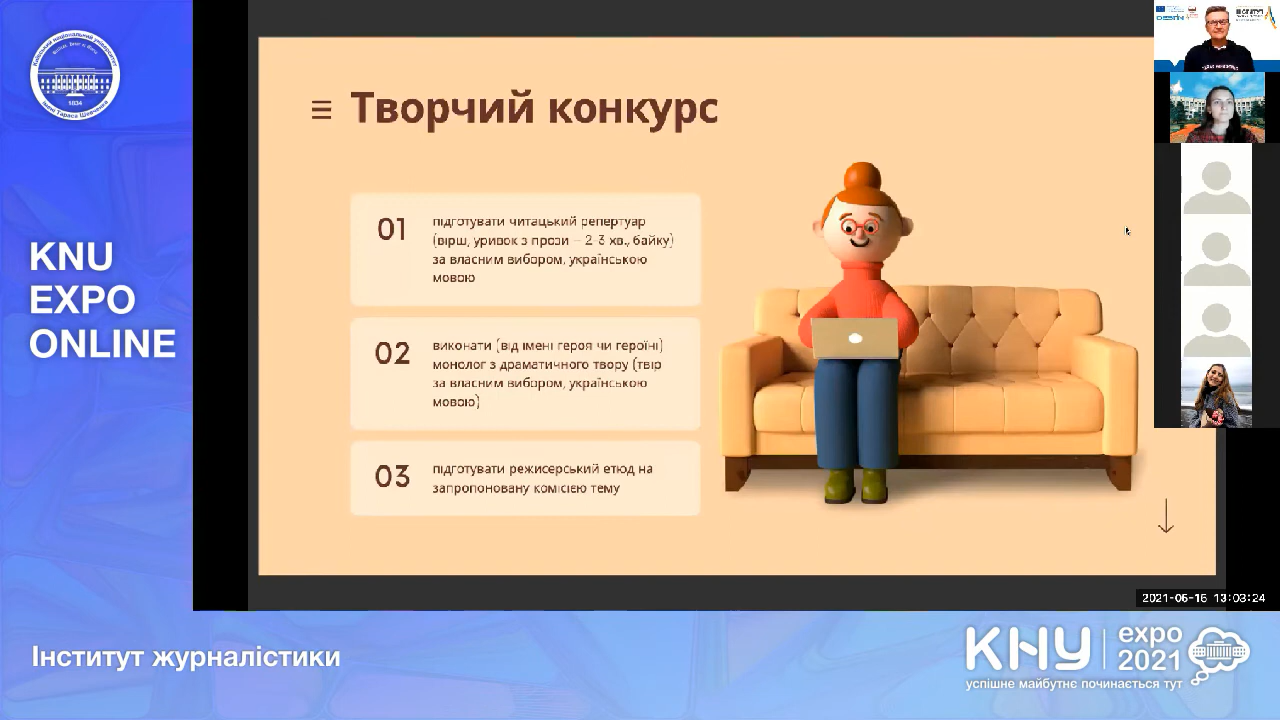 1834
KNU
EXPO
ONLINE
Творчий конкурс
01
підготувати читацький репертуар
(вірш, уривок з прози – 2-3 хв., байку)
за власним вибором, українською
мовою
02
виконати (від імені героя чи героїні)
монолог з драматичного твору (твір
за власним вибором, українською
мовою)
03
підготувати режисерський етюд на
запропоновану комісією тему
2021-06-16 13:03:24
Інститут журналістики
KНУ
expo
2021
успішне майбутнє починається тут